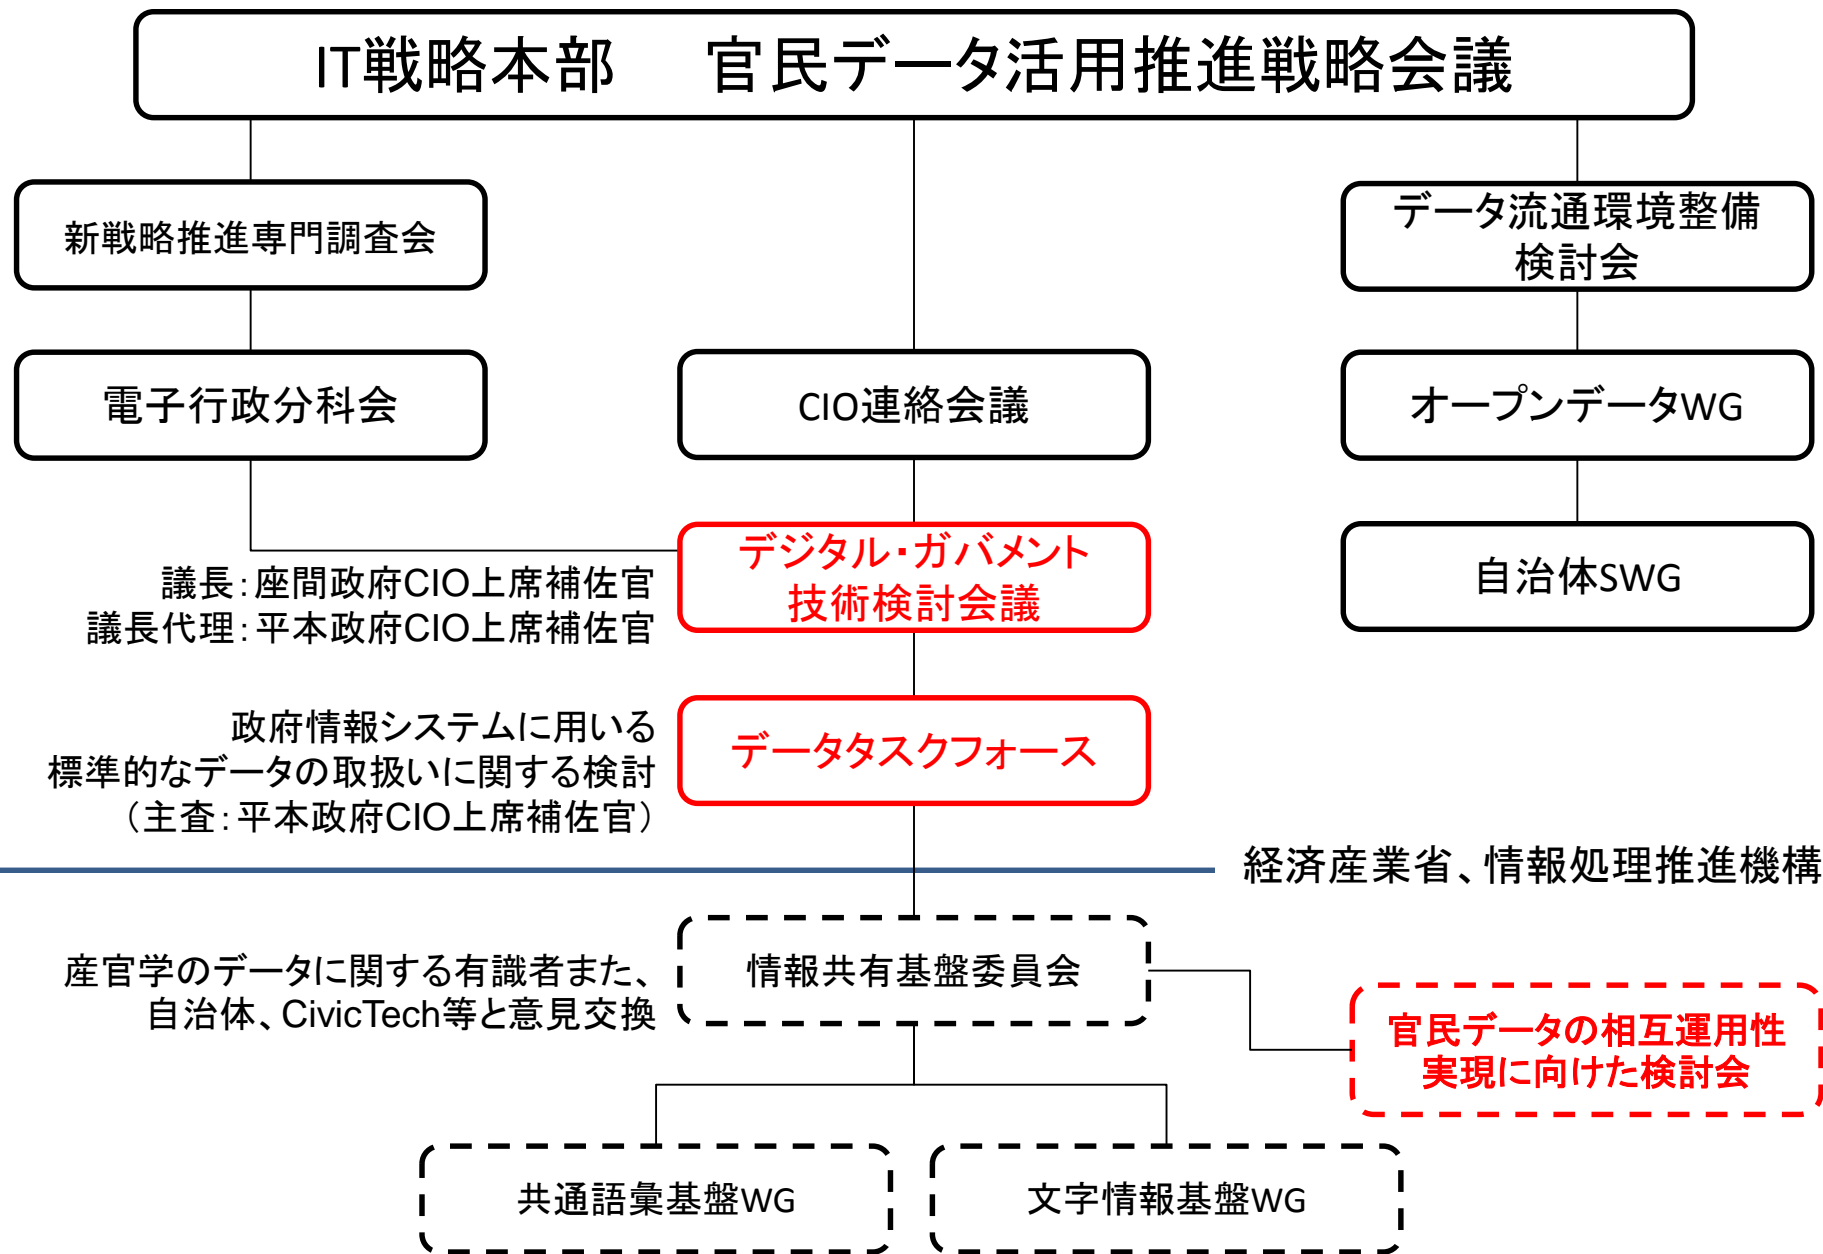 IT戦略本部　官民データ活用推進戦略会議
新戦略推進専門調査会
データ流通環境整備
検討会
電子行政分科会
CIO連絡会議
オープンデータWG
デジタル・ガバメント
技術検討会議
議長：座間政府CIO上席補佐官
議長代理：平本政府CIO上席補佐官
自治体SWG
政府情報システムに用いる
標準的なデータの取扱いに関する検討
（主査：平本政府CIO上席補佐官）
データタスクフォース
経済産業省、情報処理推進機構
産官学のデータに関する有識者また、
自治体、CivicTech等と意見交換
情報共有基盤委員会
官民データの相互運用性
実現に向けた検討会
共通語彙基盤WG
文字情報基盤WG